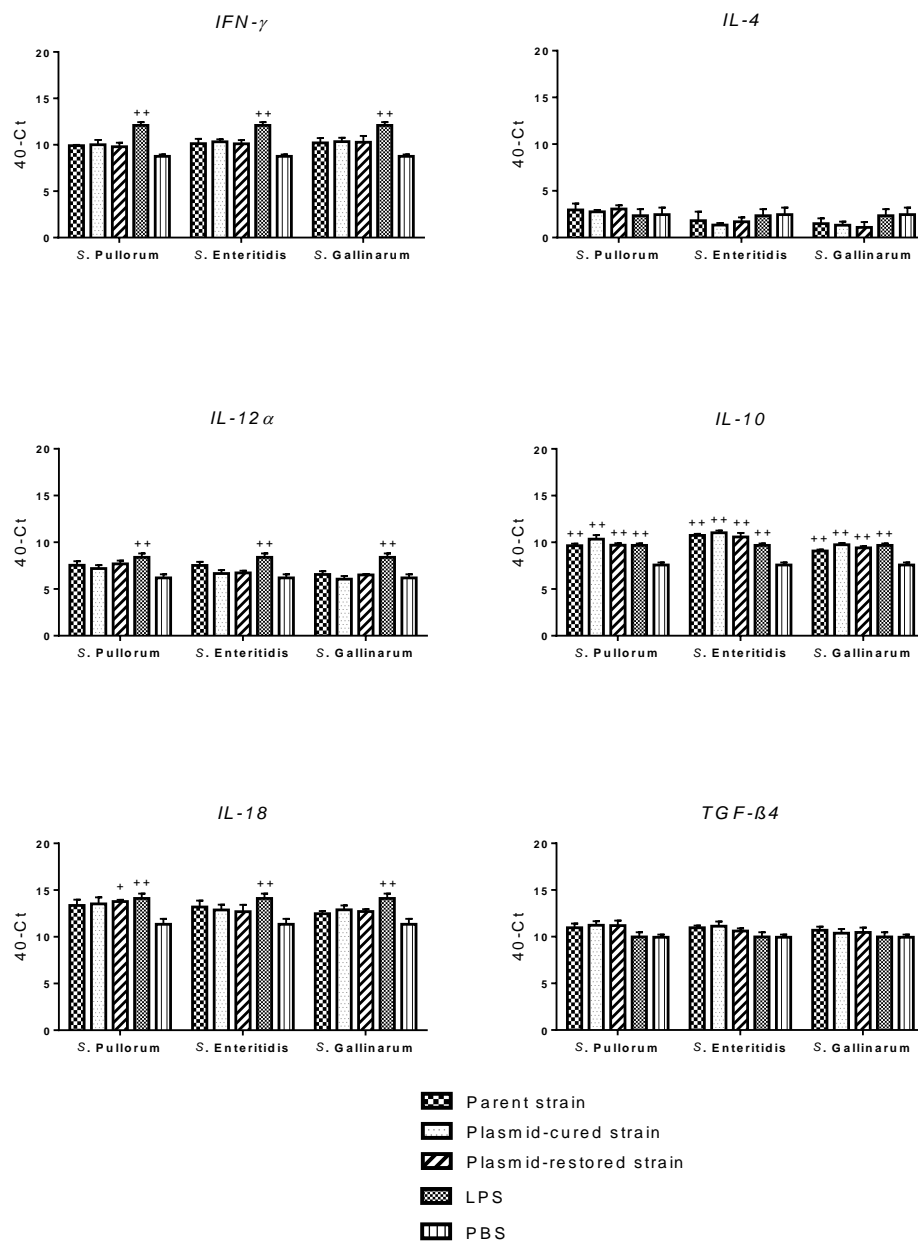 IFN-γ
20
15
10
5
0
40-Ct
++ ++ ++
S. Pullorum S. Enteritidis S. Gallinarum
IL-4
20
15
10
5
0
40-Ct
S. Pullorum S. Enteritidis S. Gallinarum
IL-12α
20
15
10
5
0
40-Ct
++ ++ ++
S. Pullorum S. Enteritidis S. Gallinarum
IL-10
20
15
10
5
0
40-Ct
++ ++ ++ ++ ++ ++ ++ ++ ++ ++ ++ ++
S. Pullorum S. Enteritidis S. Gallinarum
IL-18
20
15
10
5
0
40-Ct
+ ++ ++ ++
S. Pullorum S. Enteritidis S. Gallinarum
TGF-ß4
20
15
10
5
0
40-Ct
S. Pullorum S. Enteritidis S. Gallinarum
Parent strain
Plasmid-cured strain
Plasmid-restored strain
LPS
PBS